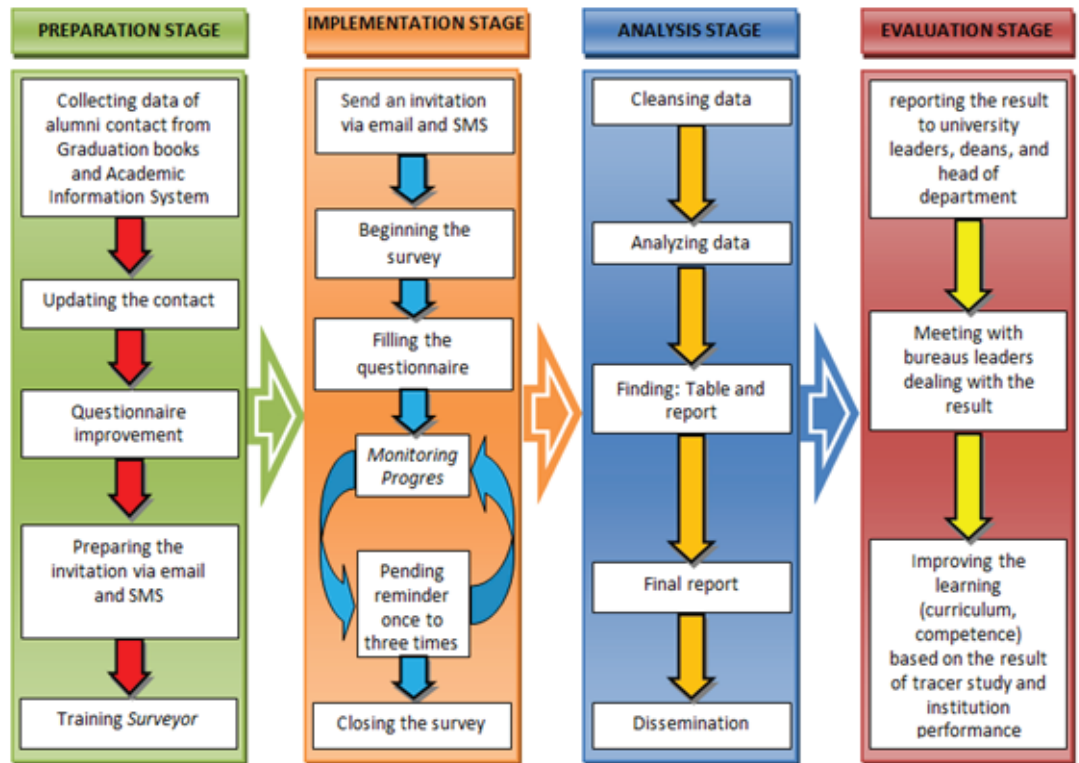 PREPARATION STAGE
Collecting data of
alumni contact from
Graduation books
and Academic
Information System
Updating the contact
Questionnaire
improvement
Preparing the
invitation via email
and SMS
Training Surveyor
IMPLEMENTATION STAGE
Send an invitation
via email and SMS
Beginning the
survey
Filling the
questionnaire
Monitoring
Progres
Pending
reminder
once to
three times
Closing the survey
ANALYSIS STAGE
Cleansing data
Analyzing data
Finding: Table and
report
Final report
Dissemination
EVALUATION STAGE
reporting the result
to university
leaders, deans, and
head of
department
Meeting with
bureaus leaders
dealing with the
result
Improving the
learning
(curriculum,
competence)
based on the result
of tracer study and
institution
performance